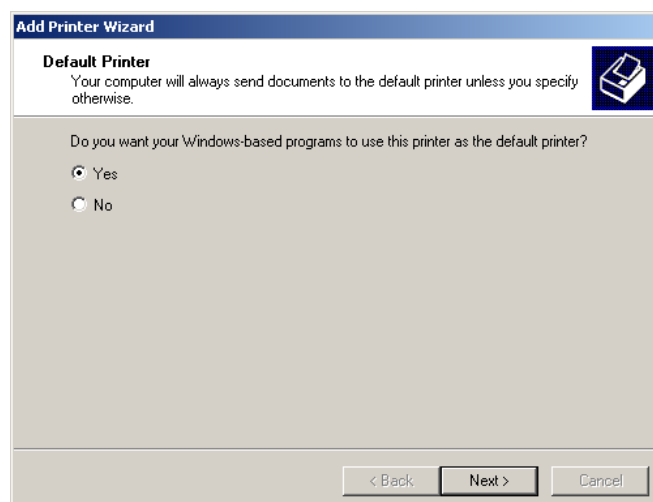 Add Printer Wizard
Default Printer
Your computer will always send documents to the default printer unless you specify
otherwise.
Do you want your Windows-based programs to use this printer as the default printer?
Yes
No
< Back Next > Cancel